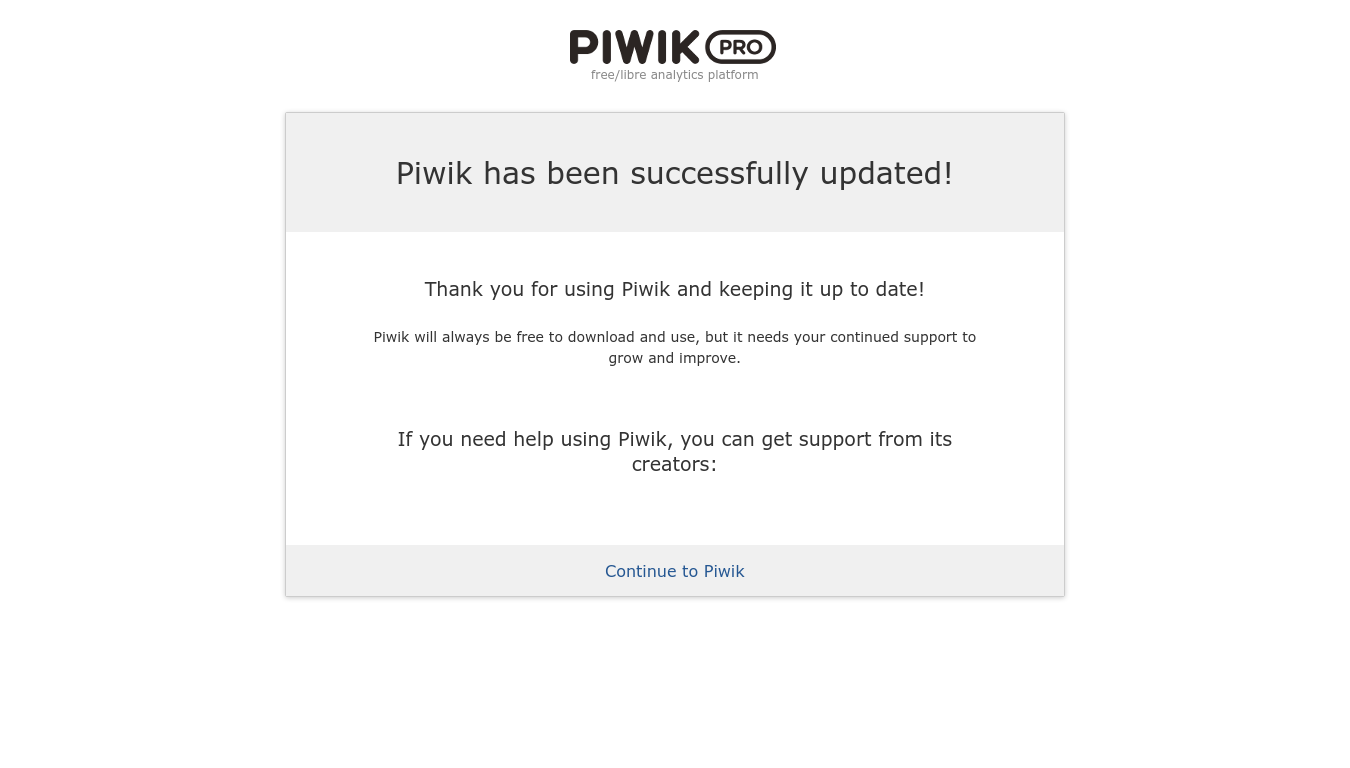 PIWIK PRO
free/libre analytics platform
Piwik has been successfully updated!
Thank you for using Piwik and keeping it up to date!
Piwik will always be free to download and use, but it needs your continued support to
grow and improve.
If you need help using Piwik, you can get support from its
creators:
Continue to Piwik